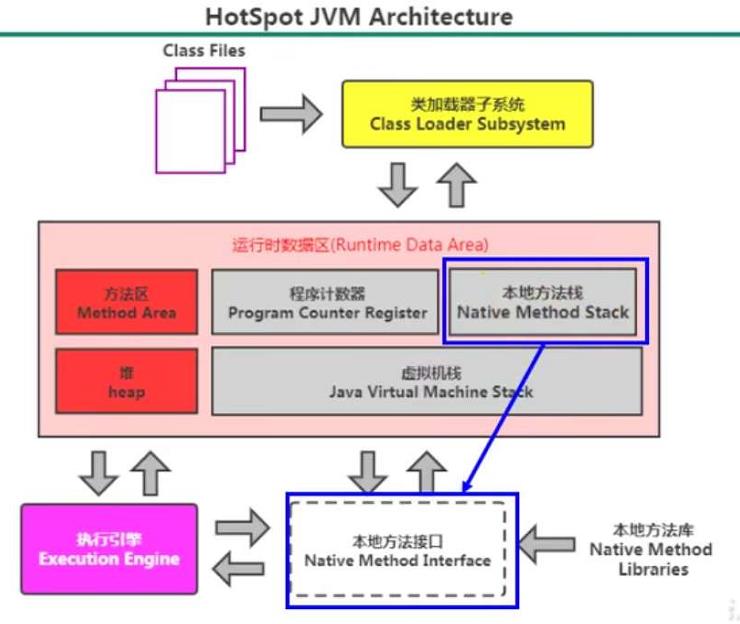 HotSpot JVM Architecture
Class Files
类加载器子系统
Class Loader Subsystem
运行时数据区(Runtime Data Area)
方法区
Method Area
程序计数器
Program Counter Register
本地方法栈
Native Method Stack
堆
heap
虚拟机栈
Java Virtual Machine Stack
执行引擎
Execution Engine
本地方法接口
Native Method Interface
本地方法库
Native Method
Libraries